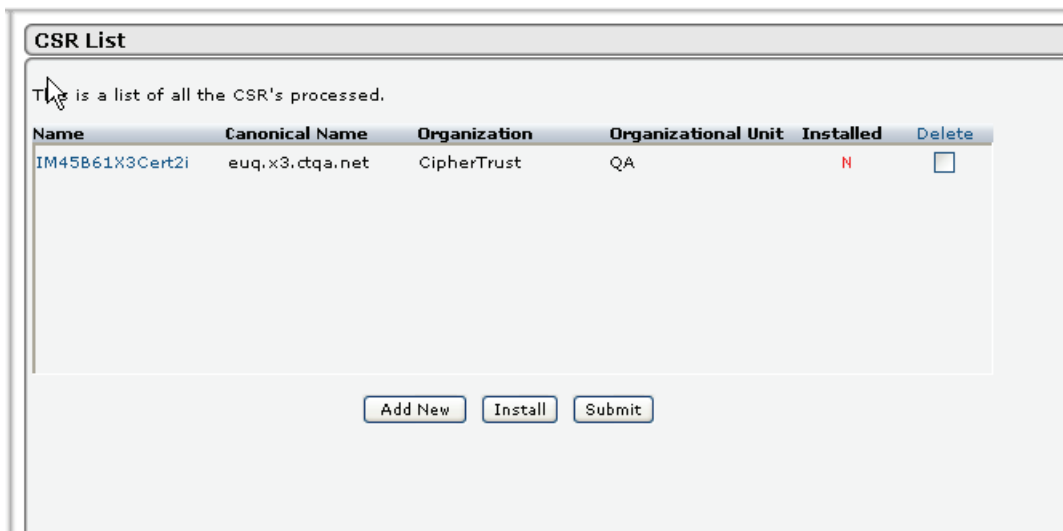 CSR List
This is a list of all the CSR's processed.
Name Canonical Name Organization Organizational Unit Installed Delete
IM45B61X3Cert2i euq.x3.ctqa.net CipherTrust QA N
Add New Install Submit